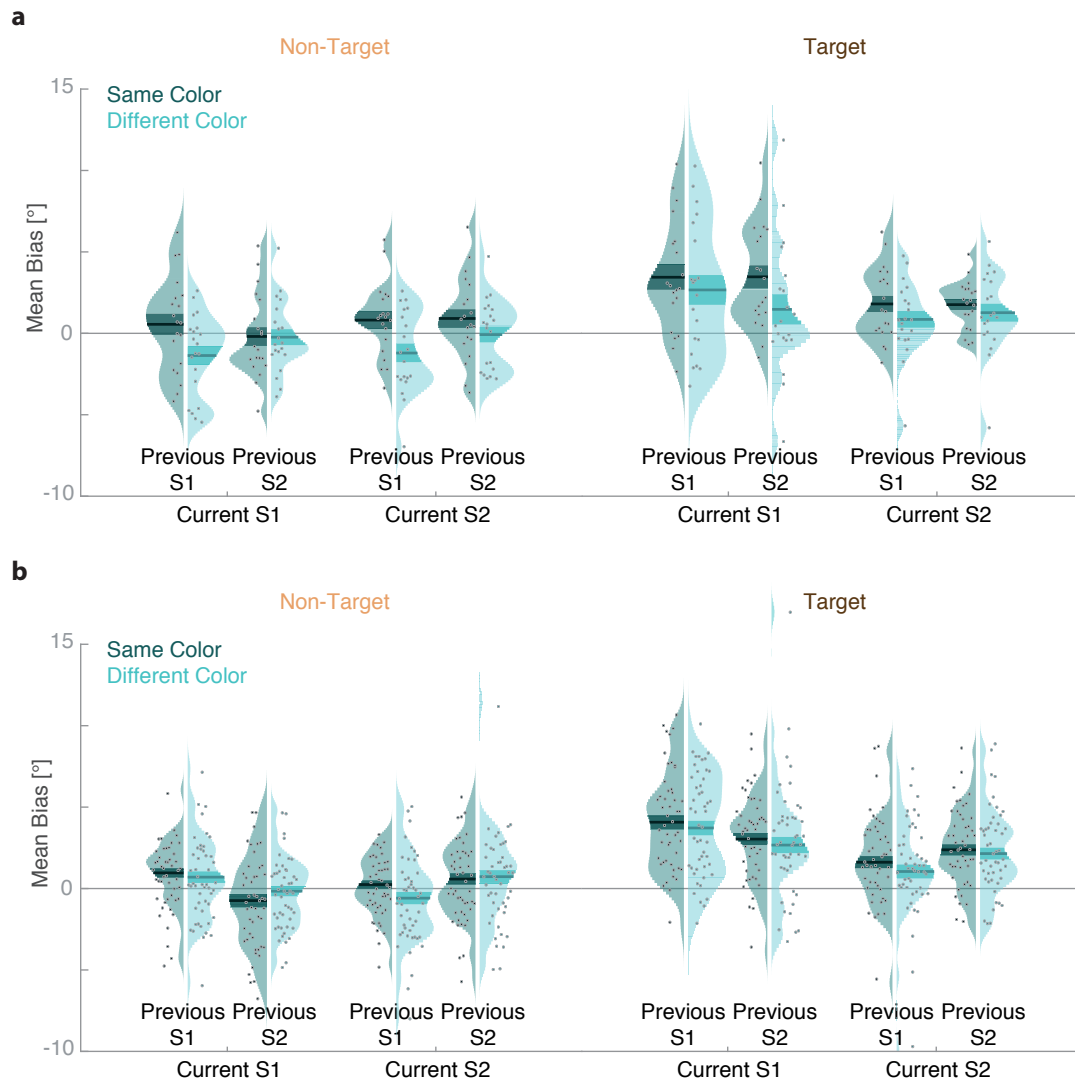 a
Non-Target Target
15
Same Color
Different Color
Mean Bias [°]
0
Previous Previous Previous Previous Previous Previous Previous Previous
S1 S2 S1 S2 S1 S2 S1 S2
-10
Current S1 Current S2 Current S1 Current S2
b
Non-Target Target
15
Same Color
Different Color
Mean Bias [°]
0
Previous Previous Previous Previous Previous Previous Previous Previous
S1 S2 S1 S2 S1 S2 S1 S2
-10
Current S1 Current S2 Current S1 Current S2